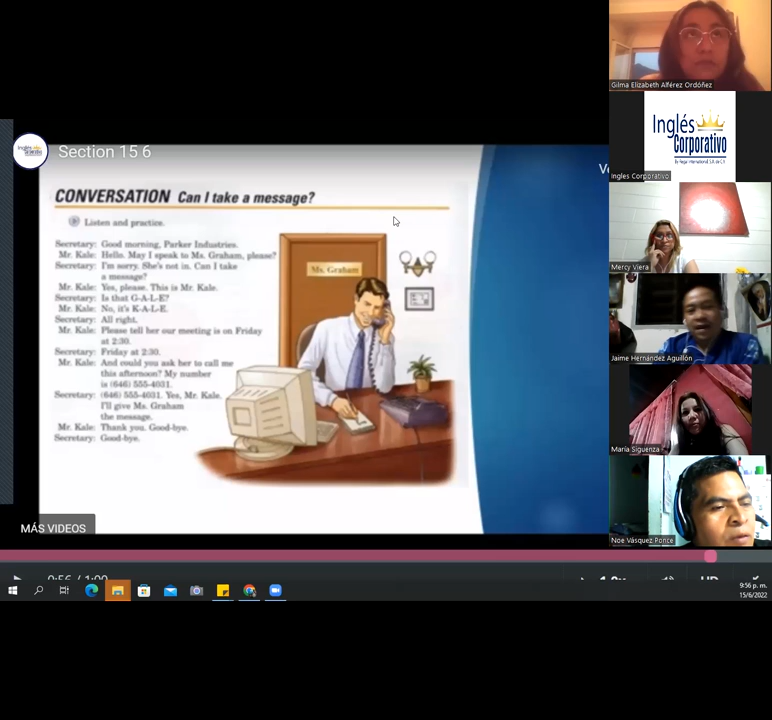 Section 15 6
CONVERSATION Can I take a message?
Listen and practice.
Secretary: Good morning, Parker Industries.
Mr. Kale: Hello. May I speak to Ms. Graham, please?
Secretary: I'm sorry. She's not in. Can I take
a message?
Mr. Kale: Yes, please. This is Mr. Kale.
Secretary: Is that G-A-L-E?
Mr. Kale: No, it's K-A-L-E.
Secretary: All right.
Mr. Kale: Please tell her our meeting is on Friday
at 2:30.
Secretary: Friday at 2:30.
Mr. Kale: And could you ask her to call me
this afternoon? My number
is (646) 555-4031.
Secretary: (646) 555-4031. Yes, Mr. Kale.
I'll give Ms. Graham
the message.
Mr. Kale: Thank you. Good-bye.
Secretary: Good-bye.
Ms. Graham
MÁS VIDEOS
0:56 / 1:00
HD
Gilma Elizabeth Alférez Ordóñez
Inglés
Corporativo
Ingles Corporativo
Mercy Viera
Jaime Hernández Aguillón
María Siguenza
Noe Vásquez Ponce
9:56 p. m.
15/6/2022